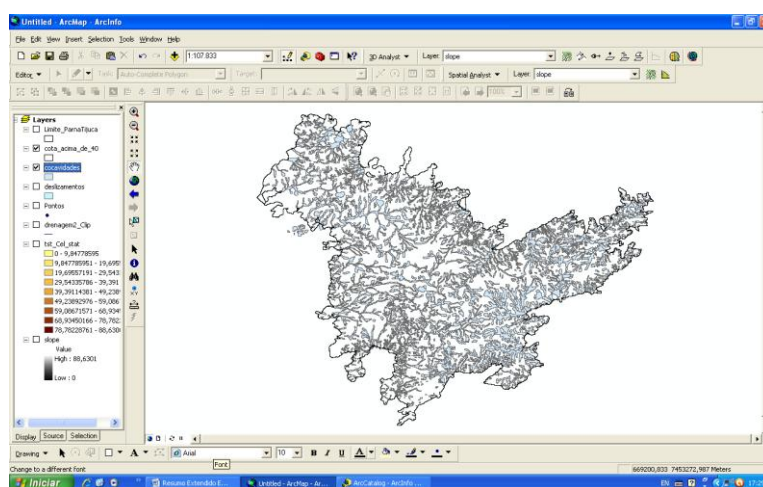 Untitled - ArcMap - ArcInfo
File Edit View Insert Selection Tools Window Help
1:107.833
3D Analyst Layer: slope
Editor Task: Auto-Complete Polygon Target:
Spatial Analyst Layer: slope
100%
Layers
Limite_ParnaTijuca
cota_acima_de_40
cocavidades
deslizamentos
Pontos
drenagem2_Clip
tst_Cel_stat
0 - 9,84778595
9,847785951 - 19,695
19,69557191 - 29,543
29,54335786 - 39,391
39,39114381 - 49,238
49,23892976 - 59,086
59,08671571 - 68,934
68,93450166 - 78,782
78,78228761 - 88,630
slope
Value
High : 88,6301
Low : 0
Display Source Selection
Drawing A Arial 10 B I U A
Font
Change to a different font
669200,833 7453272,987 Meters
Iniciar
Resumo Extendido E...
Untitled - ArcMap - Ar...
ArcCatalog - ArcInfo ...
EN